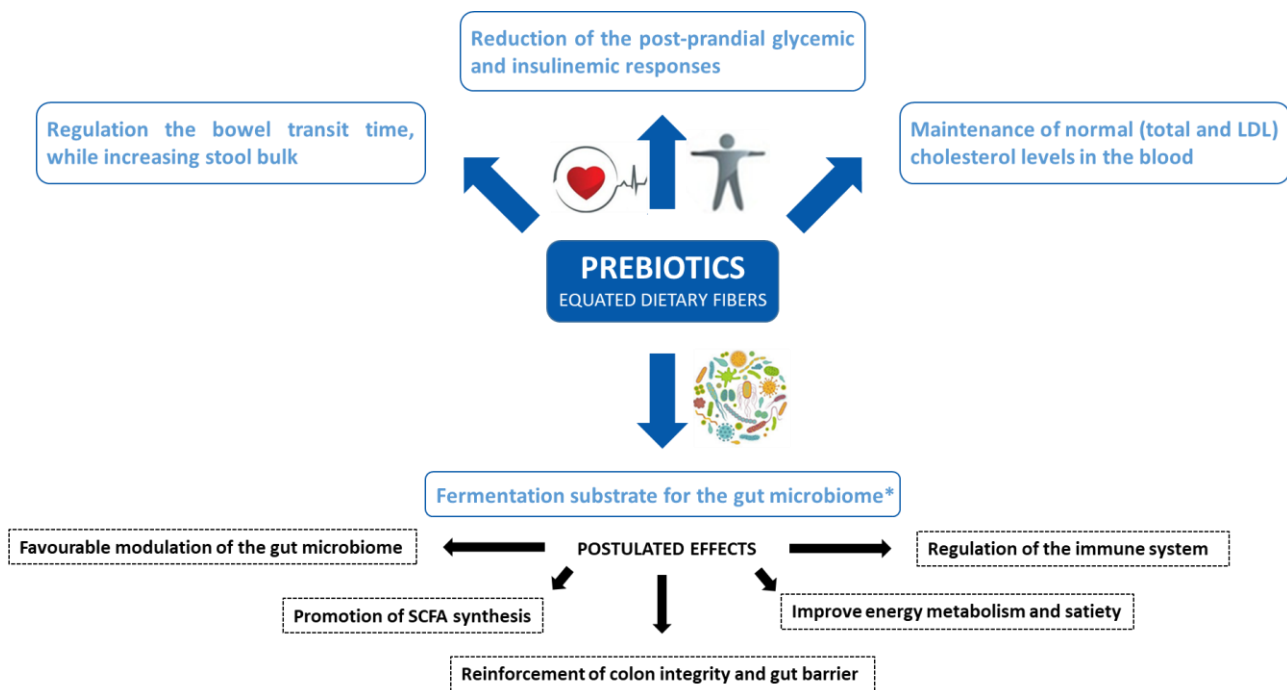 Reduction of the post-prandial glycemic
and insulinemic responses
Regulation the bowel transit time,
while increasing stool bulk
Maintenance of normal (total and LDL)
cholesterol levels in the blood
PREBIOTICS
EQUATED DIETARY FIBERS
Fermentation substrate for the gut microbiome*
Favourable modulation of the gut microbiome
POSTULATED EFFECTS
Regulation of the immune system
Promotion of SCFA synthesis
Improve energy metabolism and satiety
Reinforcement of colon integrity and gut barrier